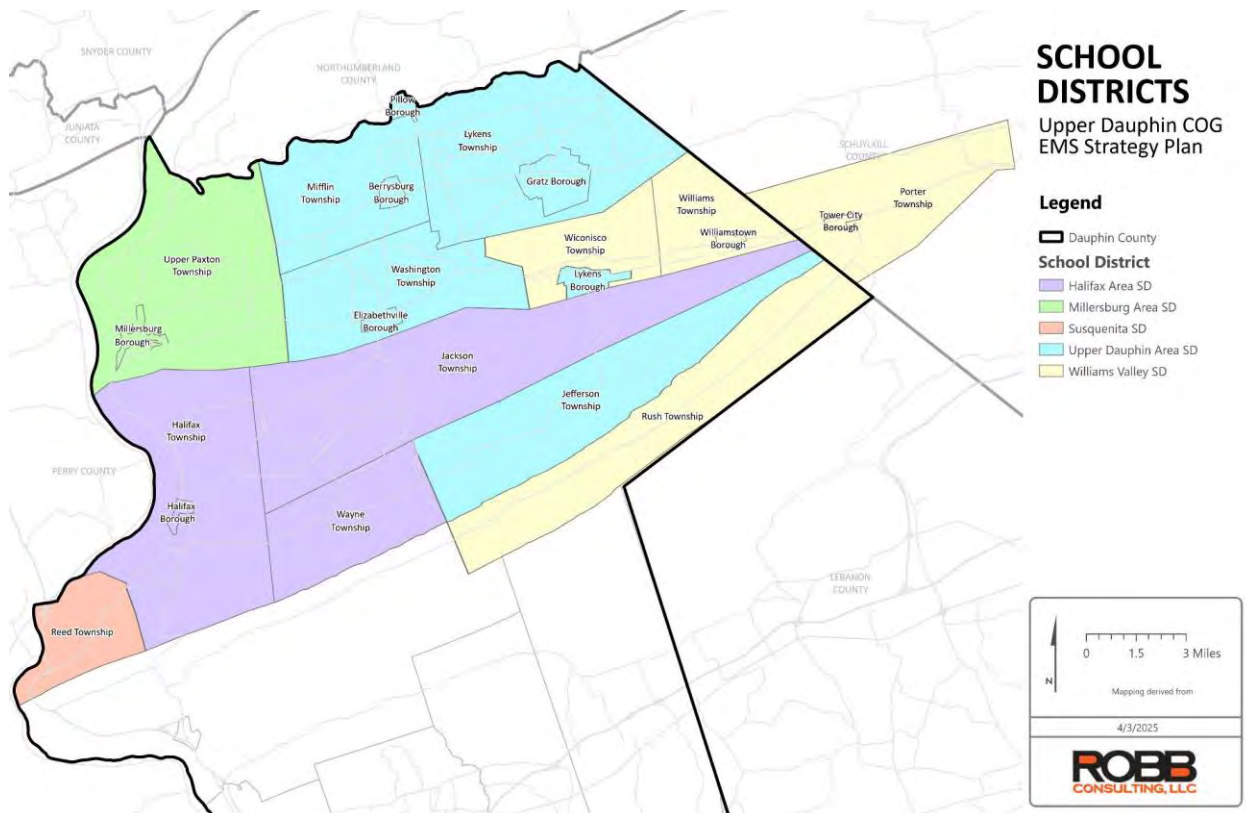 SNYDER COUNTY
NORTHUMBERLAND
COUNTY
JUNIATA
COUNTY
Pillow
Borough
Lykens
Township
SCHUYLKILL
COUNTY
Mifflin
Township
Berrysburg
Borough
Gratz Borough
Williams
Township
Porter
Township
Tower City
Borough
Williamstown
Borough
Wiconisco
Township
Upper Paxton
Township
Washington
Township
Lykens
Borough
Elizabethville
Borough
Millersburg
Borough
Jackson
Township
Jefferson
Township
Rush Township
Halifax
Township
PERRY COUNTY
Halifax
Borough
Wayne
Township
LEBANON
COUNTY
Reed Township
SCHOOL
DISTRICTS
Upper Dauphin COG
EMS Strategy Plan
Legend
Dauphin County
School District
Halifax Area SD
Millersburg Area SD
Susquenita SD
Upper Dauphin Area SD
Williams Valley SD
N
0 1.5 3 Miles
Mapping derived from
4/3/2025
ROBB
CONSULTING, LLC